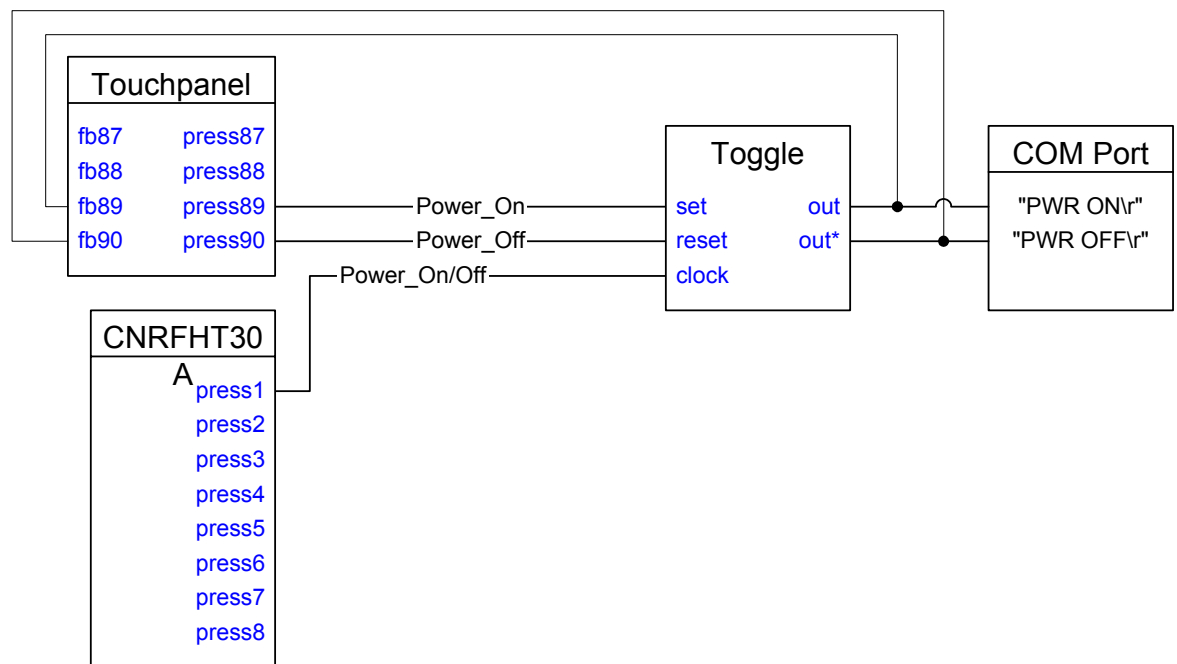 Touchpanel
fb87 press87
fb88 press88
fb89 press89
fb90 press90
Power_On
Power_Off
Power_On/Off
Toggle
set out
reset out*
clock
COM Port
"PWR ON\r"
"PWR OFF\r"
CNRFHT30
A
press1
press2
press3
press4
press5
press6
press7
press8